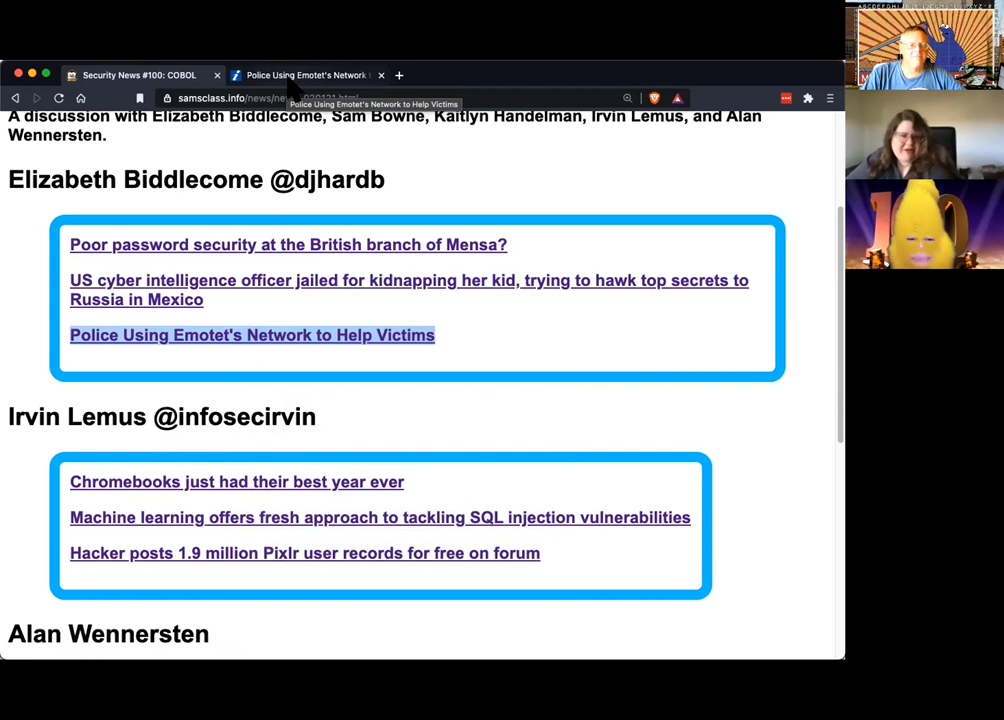 ABCDEFGHI
Security News #100: COBOL
Police Using Emotet's Network
samsclass.info/news/
Police Using Emotet's Network to Help Victims
A discussion with Elizabeth Biddlecome, Sam Bowne, Kaitlyn Handelman, Irvin Lemus, and Alan
Wennersten.
Elizabeth Biddlecome @djhardb
Poor password security at the British branch of Mensa?
US cyber intelligence officer jailed for kidnapping her kid, trying to hawk top secrets to
Russia in Mexico
Police Using Emotet's Network to Help Victims
Irvin Lemus @infosecirvin
Chromebooks just had their best year ever
Machine learning offers fresh approach to tackling SQL injection vulnerabilities
Hacker posts 1.9 million Pixlr user records for free on forum
Alan Wennersten
100